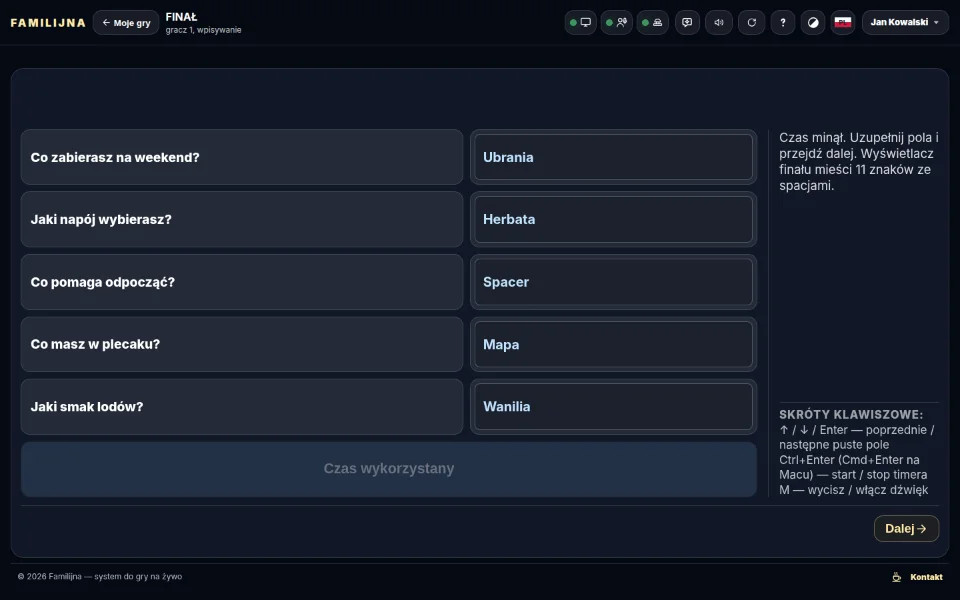 FAMILIJNA
← Moje gry
FINAŁ
gracz 1, wpisywanie
?
PL
Jan Kowalski
Co zabierasz na weekend?
Ubrania
Jaki napój wybierasz?
Herbata
Co pomaga odpocząć?
Spacer
Co masz w plecaku?
Mapa
Jaki smak lodów?
Wanilia
Czas wykorzystany
Czas minął. Uzupełnij pola i
przejdź dalej. Wyświetlacz
finału mieści 11 znaków ze
spacjami.
SKRÓTY KLAWISZOWE:
↑ / ↓ / Enter — poprzednie /
następne puste pole
Ctrl+Enter (Cmd+Enter na
Macu) — start / stop timera
M — wycisz / włącz dźwięk
Dalej →
© 2026 Familijna — system do gry na żywo
Kontakt